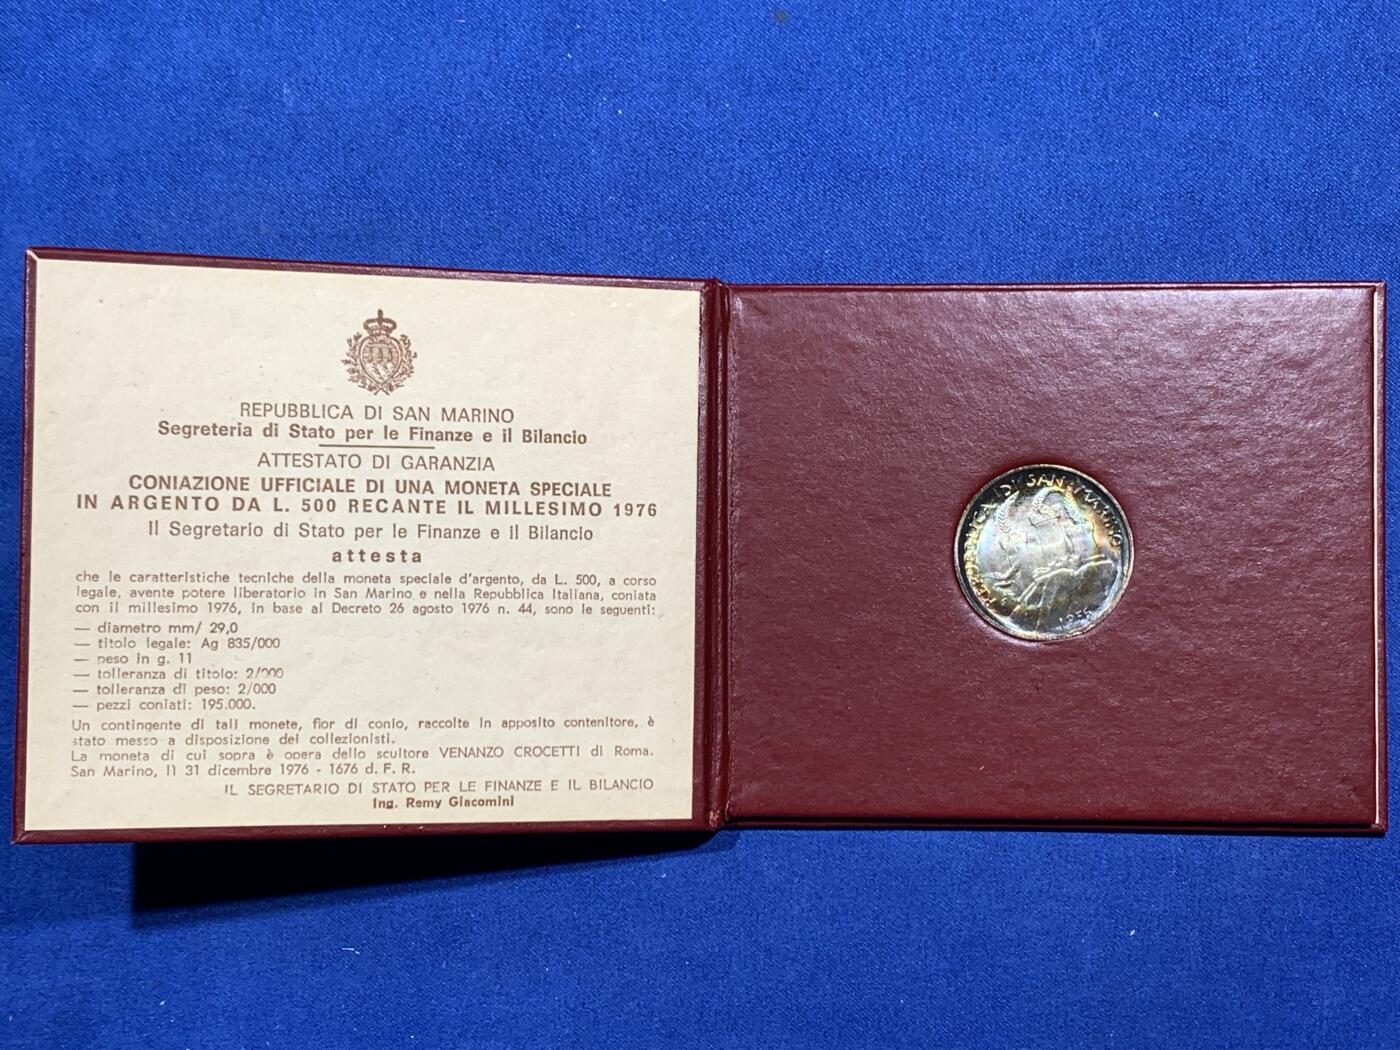 REPUBBLICA DI SAN MARINO
Segreteria di Stato per le Finanze e il Bilancio
ATTESTATO DI GARANZIA
CONIAZIONE UFFICIALE DI UNA MONETA SPECIALE
IN ARGENTO DA L. 500 RECANTE IL MILLESIMO 1976
Il Segretario di Stato per le Finanze e il Bilancio
attesta
che le caratteristiche tecniche della moneta speciale d'argento, da L. 500, a corso
legale, avente potere liberatorio in San Marino e nella Repubblica Italiana, coniata
con il millesimo 1976, in base al Decreto 26 agosto 1976 n. 44, sono le seguenti:
— diametro mm/ 29,0
— titolo legale: Ag 835/000
— peso in g. 11
— tolleranza di titolo: 2/000
— tolleranza di peso: 2/000
— pezzi coniati: 195.000.
Un contingente di tali monete, fior di conio, raccolte in apposito contenitore, è
stato messo a disposizione dei collezionisti.
La moneta di cui sopra è opera dello scultore VENANZO CROCETTI di Roma.
San Marino, lì 31 dicembre 1976 - 1676 d. F. R.
IL SEGRETARIO DI STATO PER LE FINANZE E IL BILANCIO
Ing. Remy Giacomini
REPUBBLICA DI SAN MARINO
1976